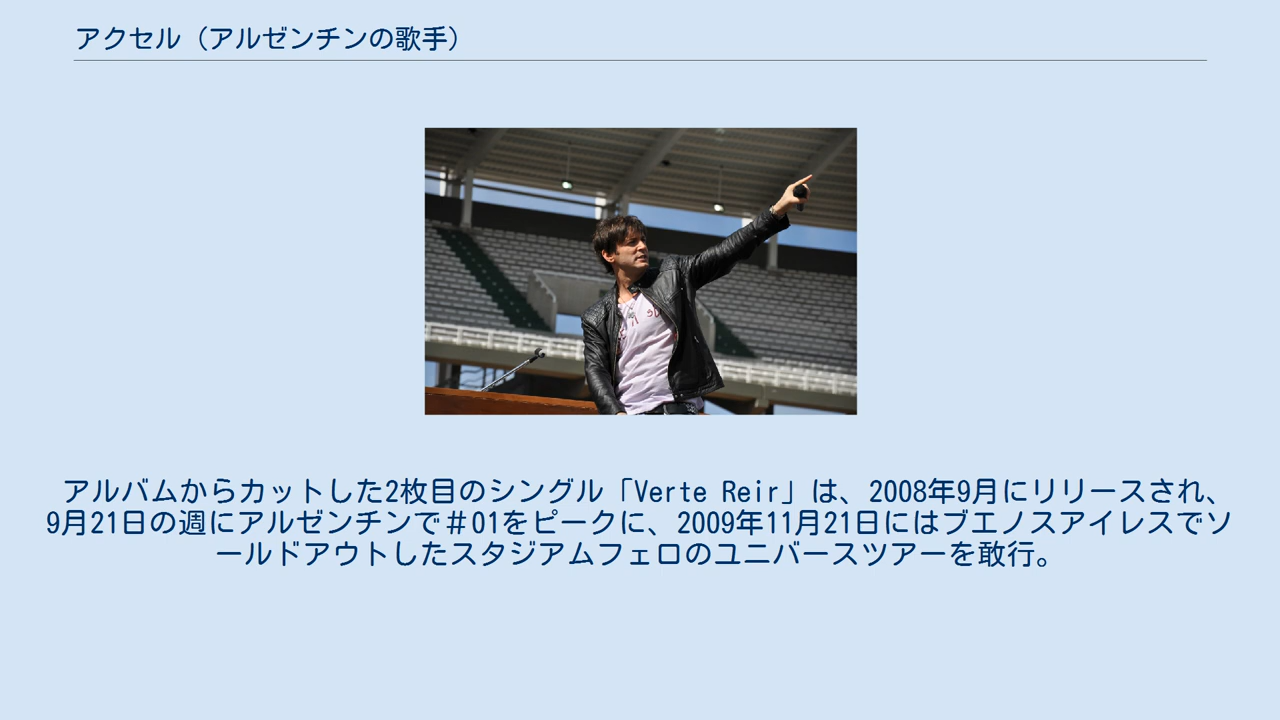 アクセル（アルゼンチンの歌手）
アルバムからカットした2枚目のシングル「Verte Reir」は、2008年9月にリリースされ、
9月21日の週にアルゼンチンで＃01をピークに、2009年11月21日にはブエノスアイレスでソ
ールドアウトしたスタジアムフェロのユニバースツアーを敢行。